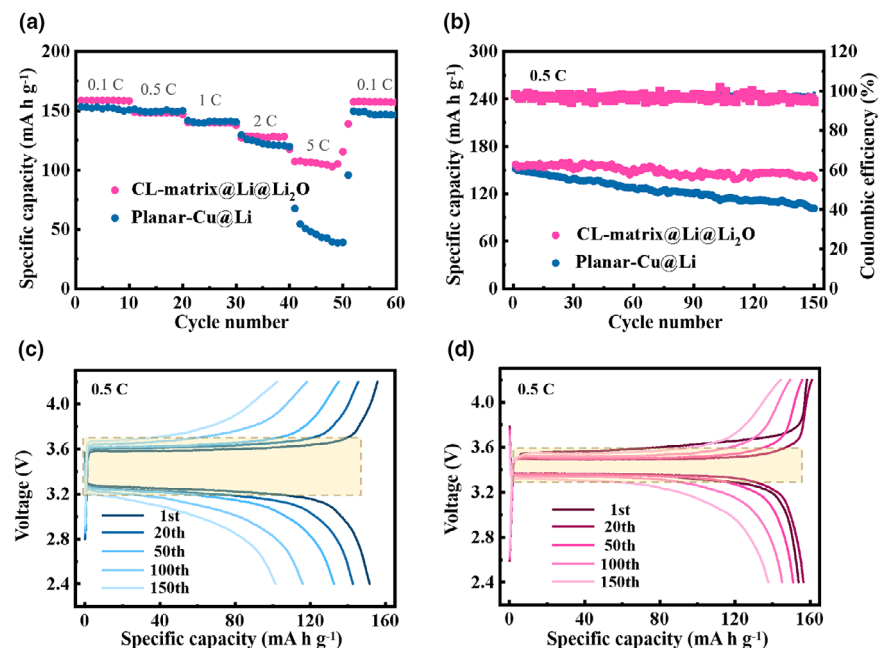 (a)
Specific capacity (mA h g⁻¹)
200
150
100
50
0
0.1 C
0.5 C
1 C
2 C
5 C
0.1 C
CL-matrix@Li@Li₂O
Planar-Cu@Li
0 10 20 30 40 50 60
Cycle number
(b)
Specific capacity (mA h g⁻¹)
300
240
180
120
60
0
0.5 C
CL-matrix@Li@Li₂O
Planar-Cu@Li
0 30 60 90 120 150
Cycle number
120
100
80
60
40
20
0
Coulombic efficiency (%)
(c)
Voltage (V)
4.0
3.6
3.2
2.8
2.4
0.5 C
1st
20th
50th
100th
150th
0 40 80 120 160
Specific capacity (mA h g⁻¹)
(d)
Voltage (V)
4.0
3.6
3.2
2.8
2.4
0.5 C
1st
20th
50th
100th
150th
0 40 80 120 160
Specific capacity (mA h g⁻¹)